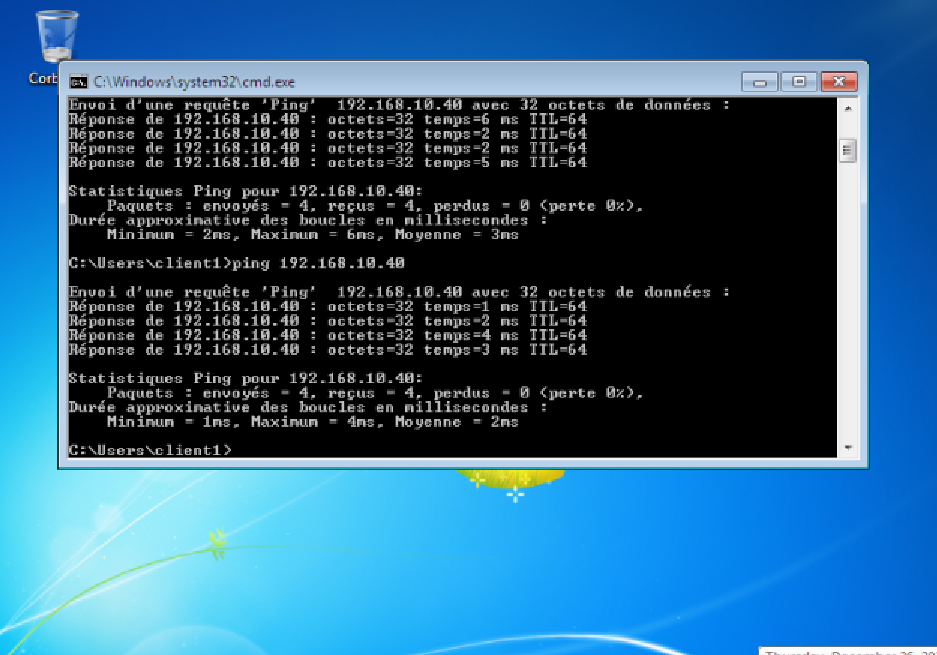 Corb
C:\Windows\system32\cmd.exe
Envoi d'une requête 'Ping'  192.168.10.40 avec 32 octets de données :
Réponse de 192.168.10.40 : octets=32 temps=6 ms TTL=64
Réponse de 192.168.10.40 : octets=32 temps=2 ms TTL=64
Réponse de 192.168.10.40 : octets=32 temps=2 ms TTL=64
Réponse de 192.168.10.40 : octets=32 temps=5 ms TTL=64
Statistiques Ping pour 192.168.10.40:
Paquets : envoyés = 4, reçus = 4, perdus = 0 (perte 0%),
Durée approximative des boucles en millisecondes :
Minimum = 2ms, Maximum = 6ms, Moyenne = 3ms
C:\Users\client1>ping 192.168.10.40
Envoi d'une requête 'Ping'  192.168.10.40 avec 32 octets de données :
Réponse de 192.168.10.40 : octets=32 temps=1 ms TTL=64
Réponse de 192.168.10.40 : octets=32 temps=2 ms TTL=64
Réponse de 192.168.10.40 : octets=32 temps=4 ms TTL=64
Réponse de 192.168.10.40 : octets=32 temps=3 ms TTL=64
Statistiques Ping pour 192.168.10.40:
Paquets : envoyés = 4, reçus = 4, perdus = 0 (perte 0%),
Durée approximative des boucles en millisecondes :
Minimum = 1ms, Maximum = 4ms, Moyenne = 2ms
C:\Users\client1>